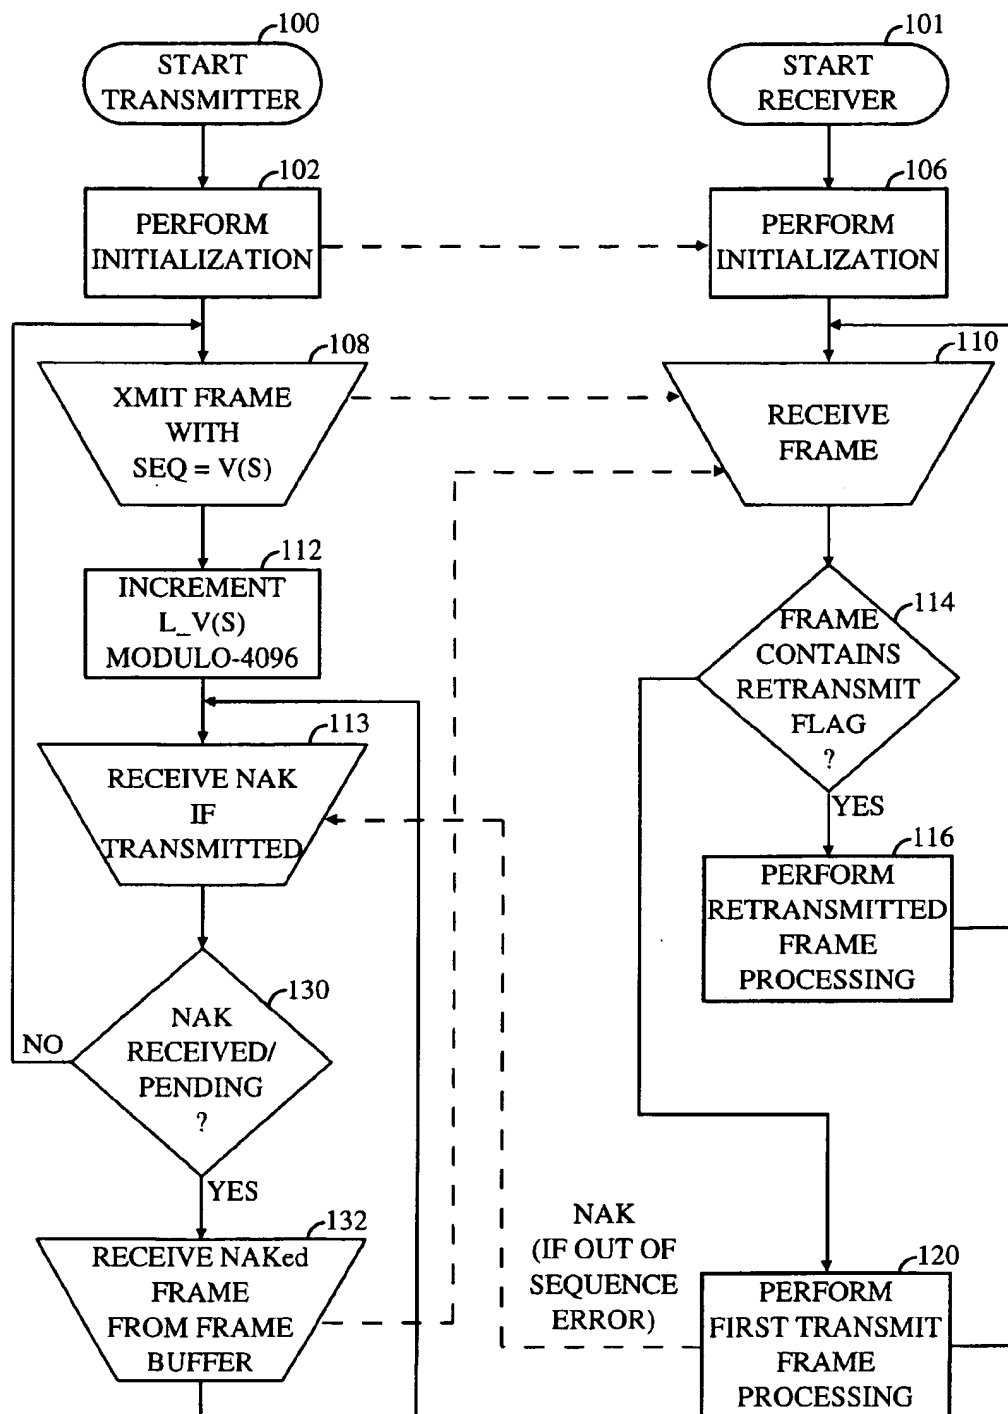 100
START
TRANSMITTER
102
PERFORM
INITIALIZATION
108
XMIT FRAME
WITH
SEQ = V(S)
112
INCREMENT
L_V(S)
MODULO-4096
113
RECEIVE NAK
IF
TRANSMITTED
130
NAK
RECEIVED/
PENDING
?
NO
YES
132
RECEIVE NAKed
FRAME
FROM FRAME
BUFFER
101
START
RECEIVER
106
PERFORM
INITIALIZATION
110
RECEIVE
FRAME
114
FRAME
CONTAINS
RETRANSMIT
FLAG
?
YES
116
PERFORM
RETRANSMITTED
FRAME
PROCESSING
NAK
(IF OUT OF
SEQUENCE
ERROR)
120
PERFORM
FIRST TRANSMIT
FRAME
PROCESSING